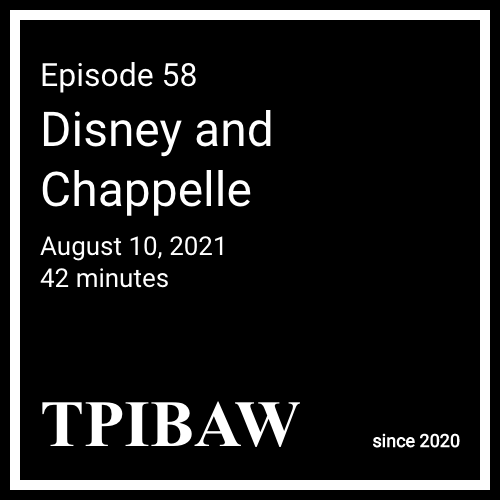 Episode 58
Disney and
Chappelle
August 10, 2021
42 minutes
TPIBAW
since 2020